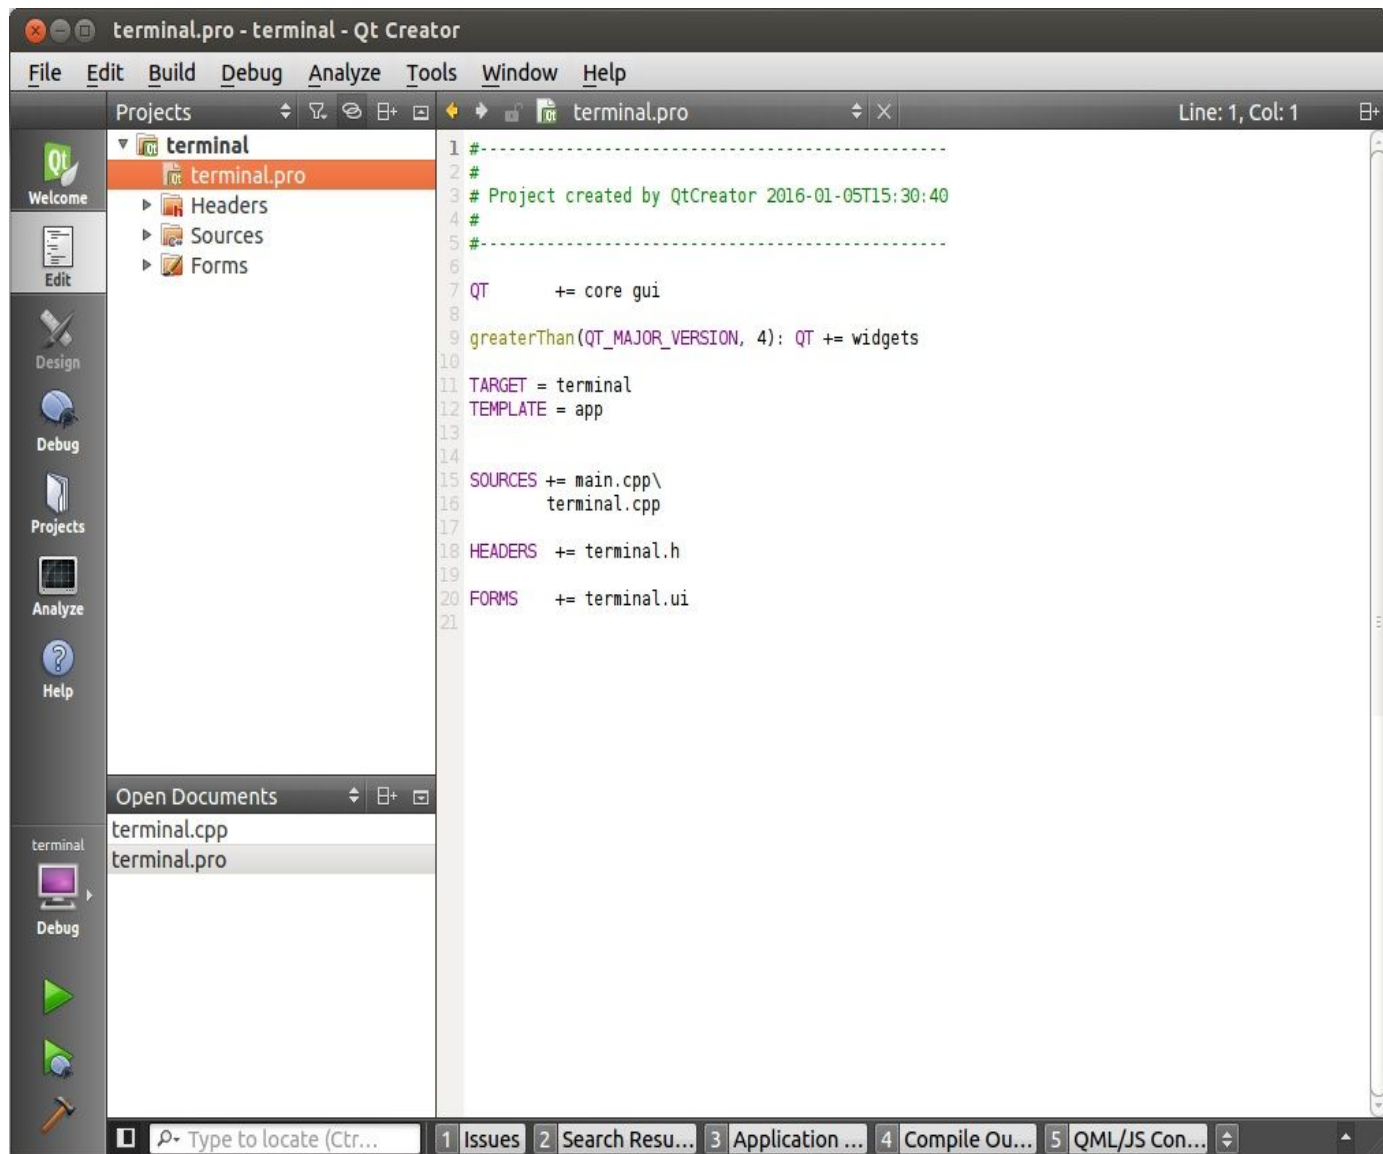 terminal.pro - terminal - Qt Creator
File Edit Build Debug Analyze Tools Window Help
Projects
terminal.pro
Line: 1, Col: 1
Welcome
Edit
Design
Debug
Projects
Analyze
Help
terminal
Debug
terminal
terminal.pro
Headers
Sources
Forms
Open Documents
terminal.cpp
terminal.pro
1 #-------------------------------------------------
2 #
3 # Project created by QtCreator 2016-01-05T15:30:40
4 #
5 #-------------------------------------------------
6
7 QT       += core gui
8
9 greaterThan(QT_MAJOR_VERSION, 4): QT += widgets
10
11 TARGET = terminal
12 TEMPLATE = app
13
14
15 SOURCES += main.cpp\
16         terminal.cpp
17
18 HEADERS  += terminal.h
19
20 FORMS    += terminal.ui
21
Type to locate (Ctr...
1 Issues 2 Search Resu... 3 Application ... 4 Compile Ou... 5 QML/JS Con...